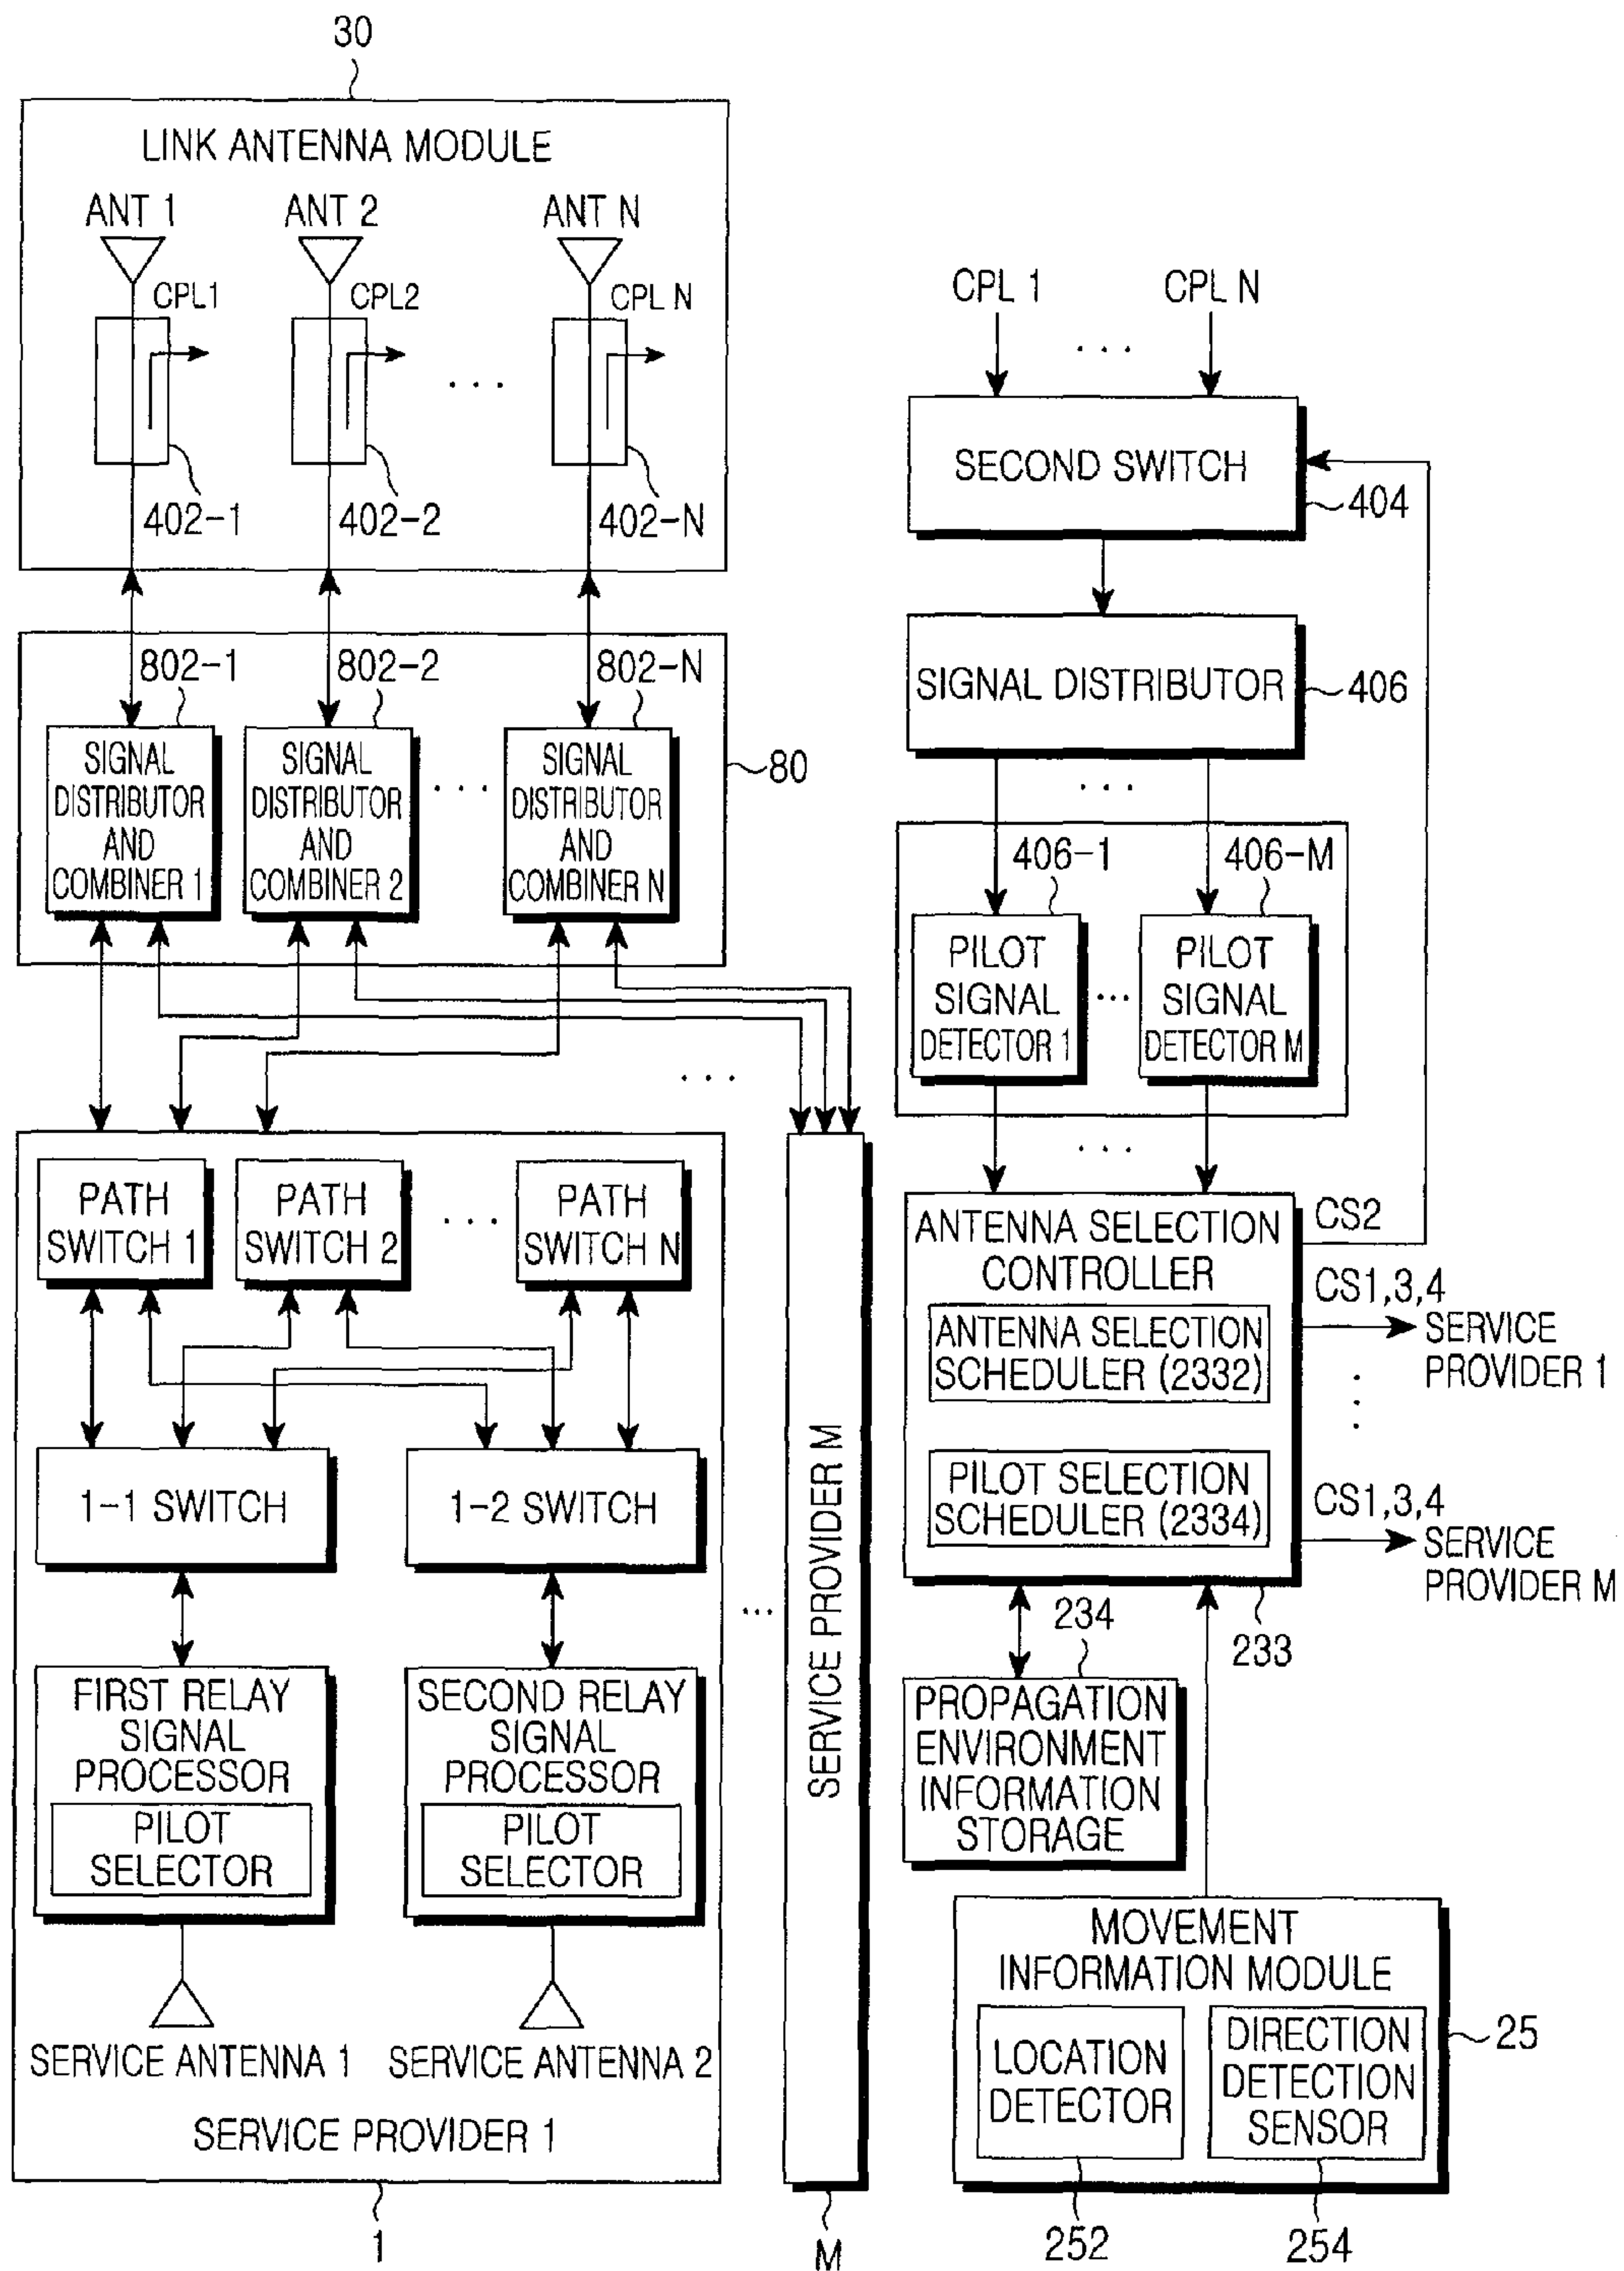 30
LINK ANTENNA MODULE
ANT 1
ANT 2
ANT N
CPL1
CPL2
CPL N
. . .
402-1
402-2
402-N
802-1
802-2
802-N
SIGNAL
DISTRIBUTOR
AND
COMBINER 1
SIGNAL
DISTRIBUTOR
AND
COMBINER 2
. . .
SIGNAL
DISTRIBUTOR
AND
COMBINER N
80
. . .
PATH
SWITCH 1
PATH
SWITCH 2
. . .
PATH
SWITCH N
1-1 SWITCH
1-2 SWITCH
FIRST RELAY
SIGNAL
PROCESSOR
PILOT
SELECTOR
SECOND RELAY
SIGNAL
PROCESSOR
PILOT
SELECTOR
SERVICE ANTENNA 1
SERVICE ANTENNA 2
SERVICE PROVIDER 1
1
...
SERVICE PROVIDER M
M
CPL 1
. . .
CPL N
SECOND SWITCH
404
SIGNAL DISTRIBUTOR
406
. . .
406-1
406-M
PILOT
SIGNAL
DETECTOR 1
...
PILOT
SIGNAL
DETECTOR M
. . .
ANTENNA SELECTION
CONTROLLER
ANTENNA SELECTION
SCHEDULER (2332)
PILOT SELECTION
SCHEDULER (2334)
CS2
CS1,3,4
SERVICE
PROVIDER 1
. . .
CS1,3,4
SERVICE
PROVIDER M
233
234
PROPAGATION
ENVIRONMENT
INFORMATION
STORAGE
MOVEMENT
INFORMATION MODULE
LOCATION
DETECTOR
DIRECTION
DETECTION
SENSOR
25
252
254